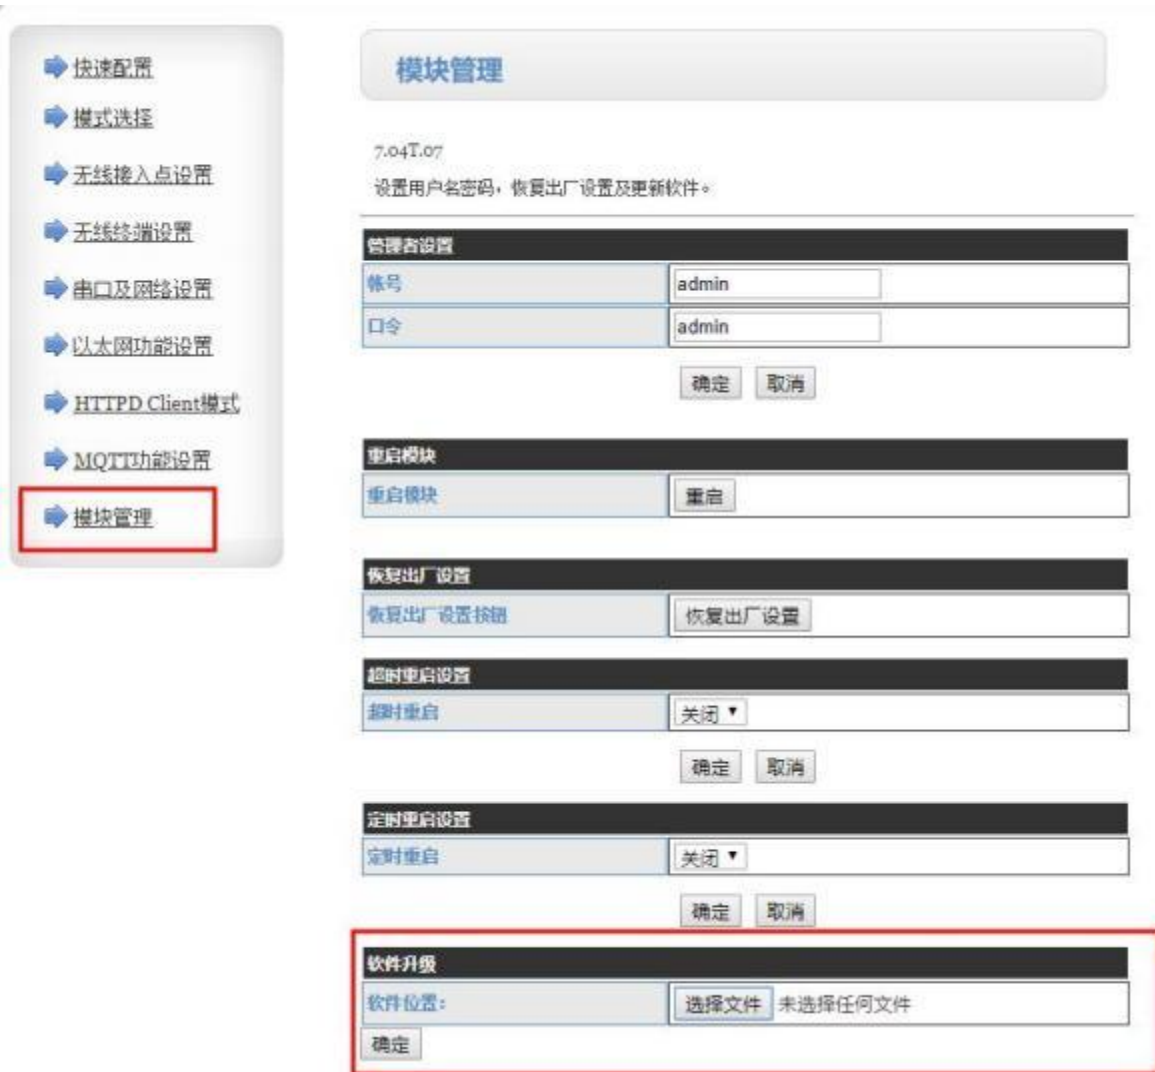 快速配置
模式选择
无线接入点设置
无线终端设置
串口及网络设置
以太网功能设置
HTTPD Client模式
MQTT功能设置
模块管理
模块管理
7.04T.07
设置用户名密码，恢复出厂设置及更新软件。
管理者设置
帐号 admin
口令 admin
确定 取消
重启模块
重启模块 重启
恢复出厂设置
恢复出厂设置按钮 恢复出厂设置
超时重启设置
超时重启 关闭
确定 取消
定时重启设置
定时重启 关闭
确定 取消
软件升级
软件位置： 选择文件 未选择任何文件
确定